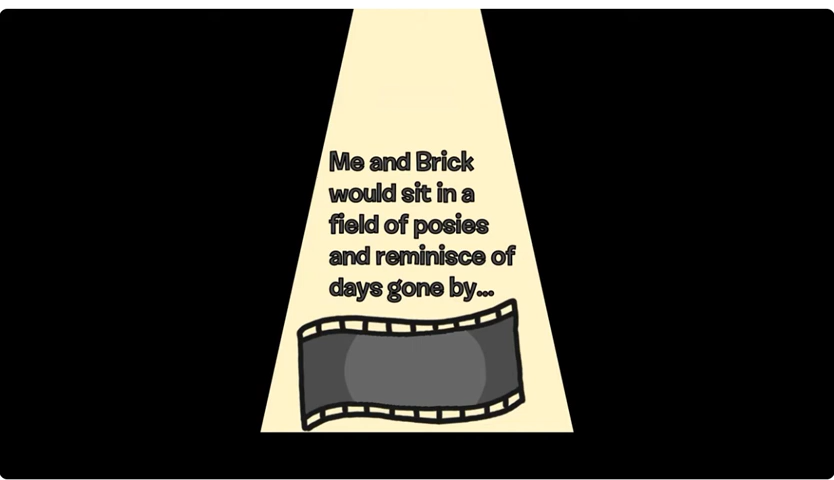 Me and Brick
would sit in a
field of posies
and reminisce of
days gone by...